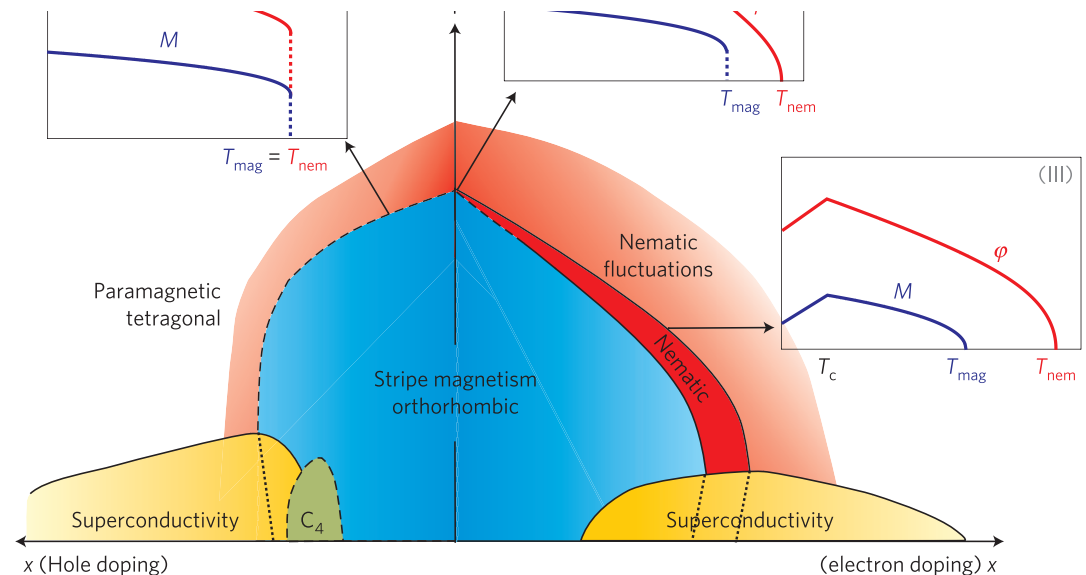 M
T_mag = T_nem
T_mag
T_nem
(III)
φ
M
T_c
T_mag
T_nem
Nematic
fluctuations
Paramagnetic
tetragonal
Nematic
Stripe magnetism
orthorhombic
Superconductivity
C_4
Superconductivity
x (Hole doping)
(electron doping) x